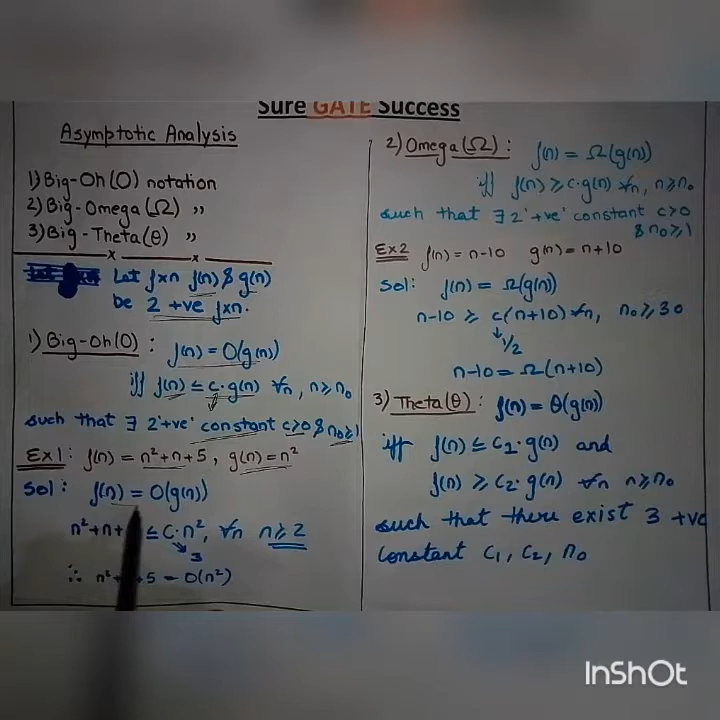 Sure GATE Success
Asymptotic Analysis
1) Big-Oh (O) notation
2) Big-Omega (Ω) ,,
3) Big-Theta (θ) ,,
Let fxn f(n) & g(n)
be 2 +ve fxn.
1) Big-Oh(O) : f(n) = O(g(n))
iff f(n) ≤ c·g(n) ∀n, n≥n₀
such that ∃ 2 '+ve' constant c>0 & n₀≥1
Ex1: f(n) = n²+n+5, g(n) = n²
Sol: f(n) = O(g(n))
n²+n+ ≤ C·n², ∀n n≥2
3
∴ n²+ +5 = O(n²)
2) Omega (Ω) : f(n) = Ω(g(n))
iff f(n) ≥ c·g(n) ∀n, n≥n₀
such that ∃ 2 '+ve' constant c>0
& n₀≥1
Ex2 f(n) = n-10 g(n) = n+10
Sol: f(n) = Ω(g(n))
n-10 ≥ c(n+10) ∀n, n₀≥30
1/2
n-10 = Ω(n+10)
3) Theta(θ) : f(n) = θ(g(n))
iff f(n) ≤ C₁·g(n) and
f(n) ≥ C₂·g(n) ∀n n≥n₀
such that there exist 3 +ve
constant C₁, C₂, n₀
InShOt